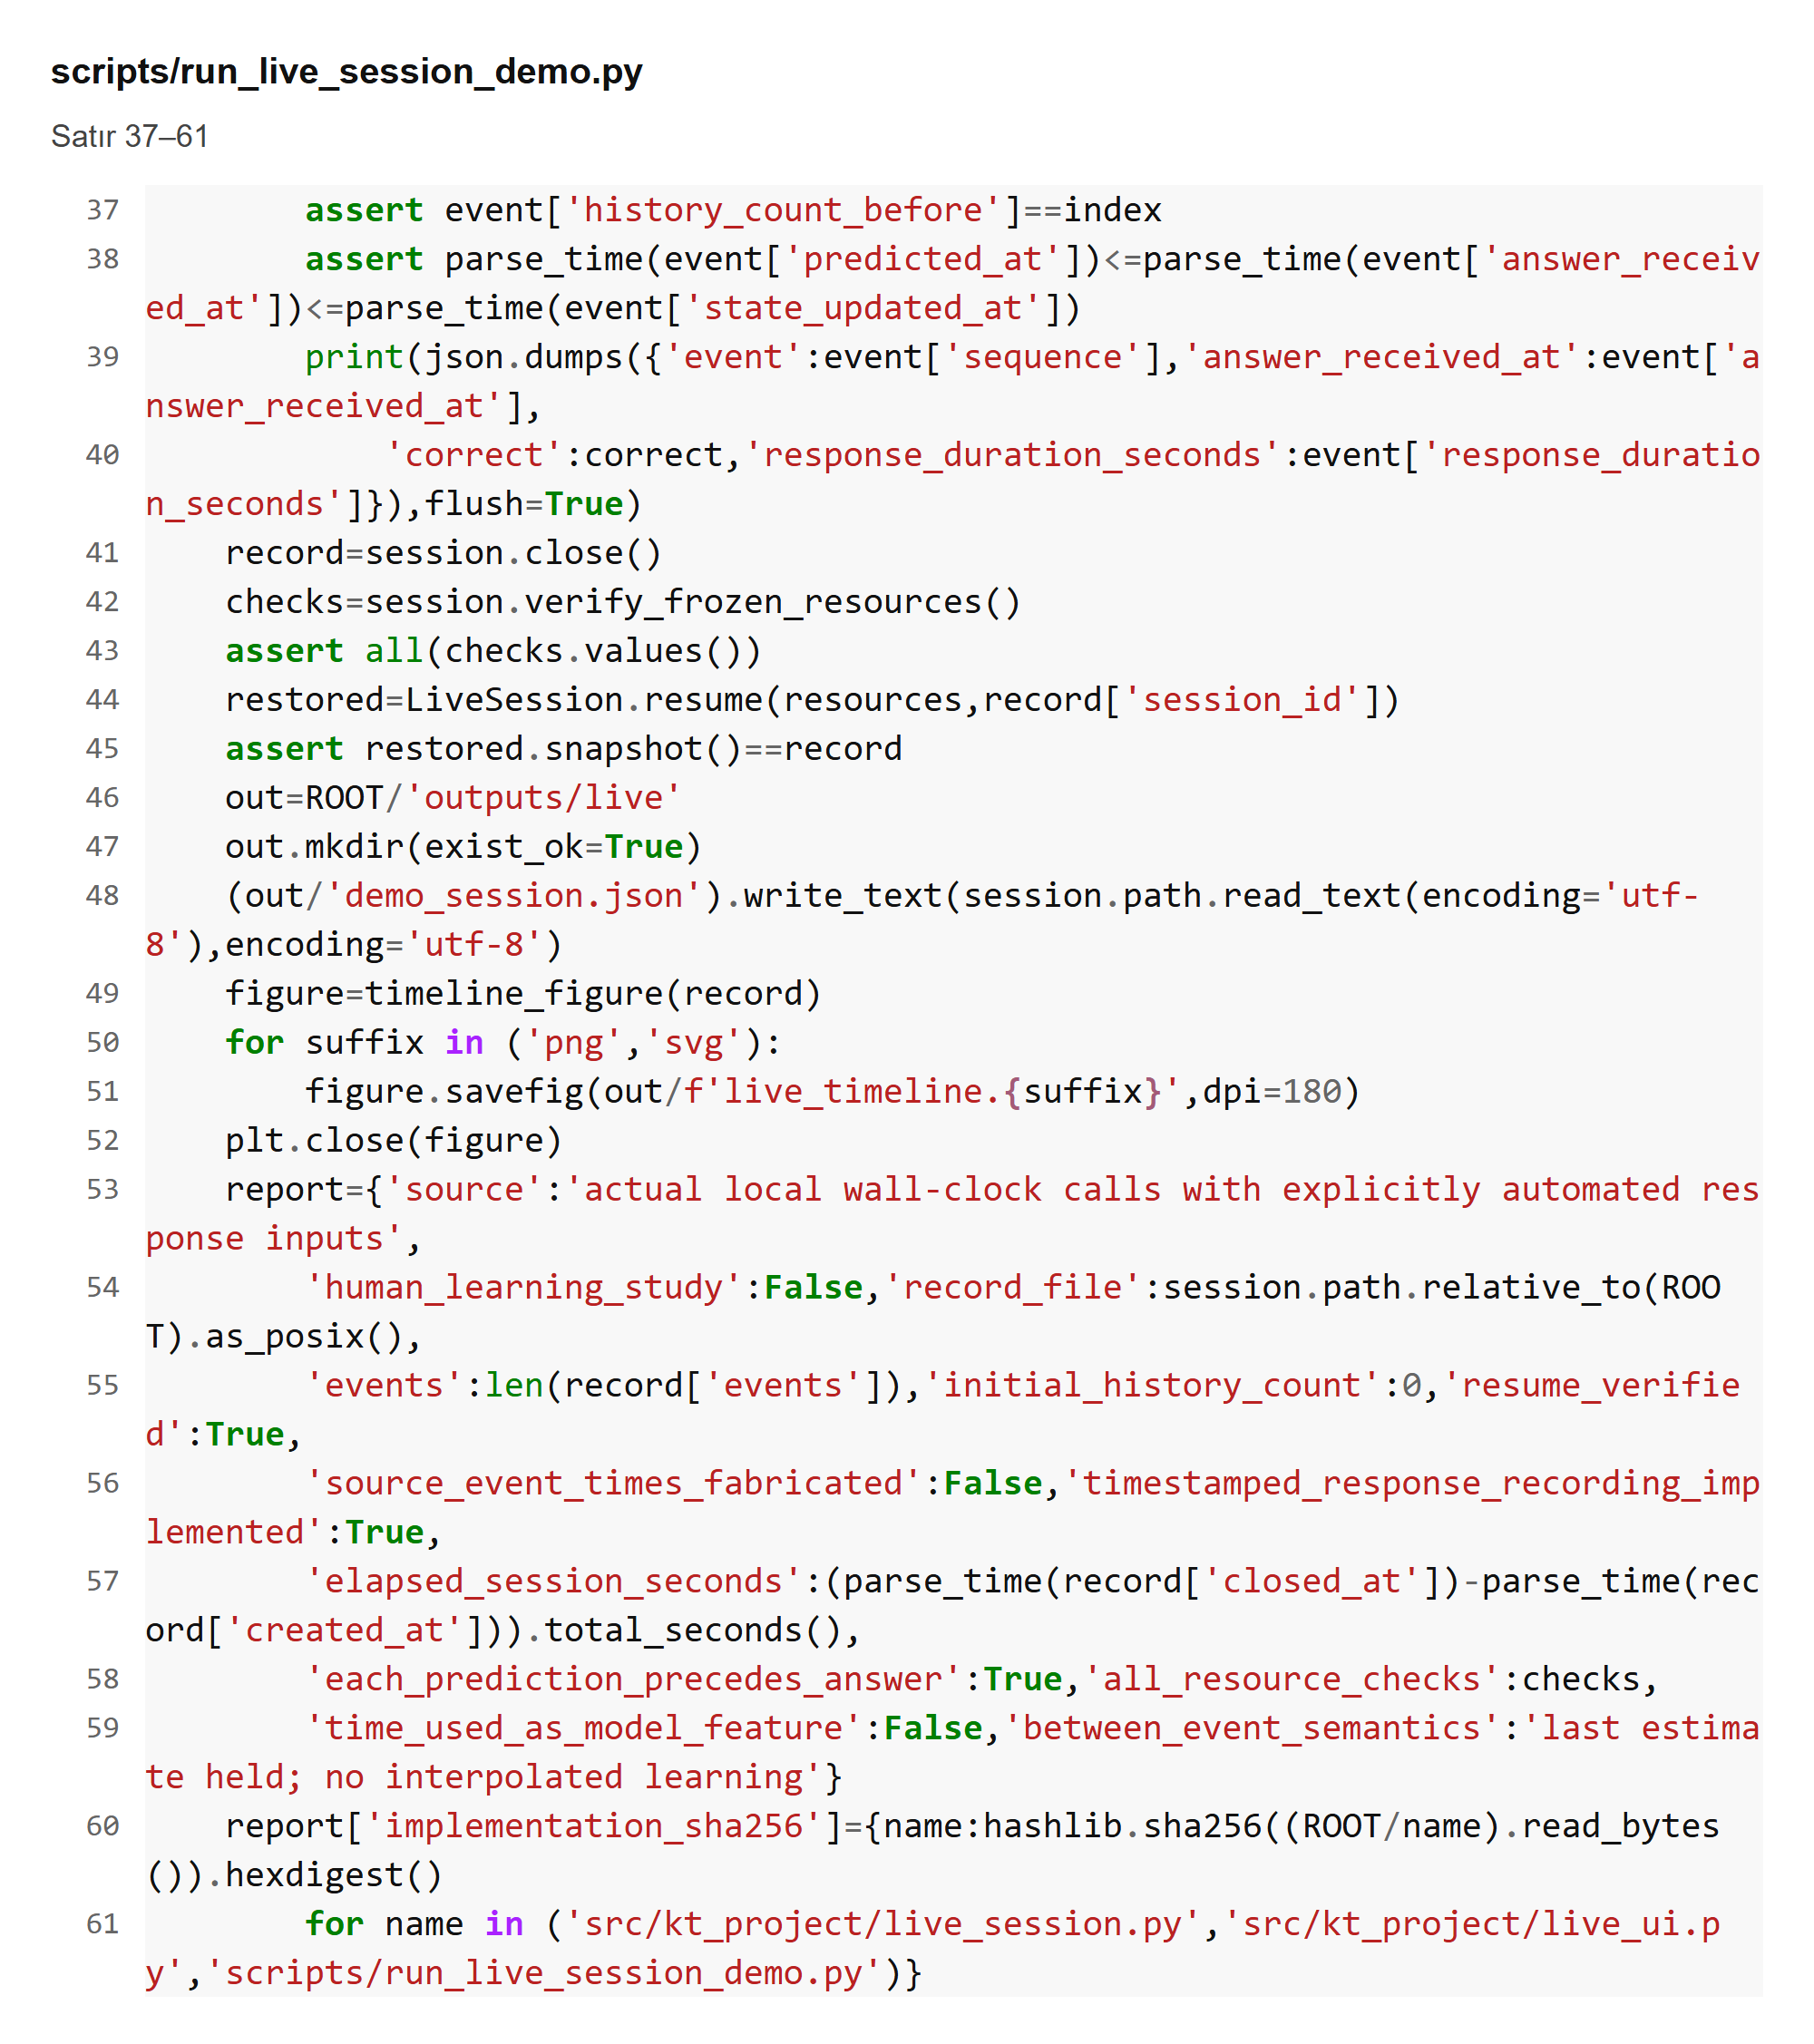 scripts/run_live_session_demo.py
Satır 37–61
37         assert event['history_count_before']==index
38         assert parse_time(event['predicted_at'])<=parse_time(event['answer_receiv
ed_at'])<=parse_time(event['state_updated_at'])
39         print(json.dumps({'event':event['sequence'],'answer_received_at':event['a
nswer_received_at'],
40             'correct':correct,'response_duration_seconds':event['response_duratio
n_seconds']}),flush=True)
41     record=session.close()
42     checks=session.verify_frozen_resources()
43     assert all(checks.values())
44     restored=LiveSession.resume(resources,record['session_id'])
45     assert restored.snapshot()==record
46     out=ROOT/'outputs/live'
47     out.mkdir(exist_ok=True)
48     (out/'demo_session.json').write_text(session.path.read_text(encoding='utf-
8'),encoding='utf-8')
49     figure=timeline_figure(record)
50     for suffix in ('png','svg'):
51         figure.savefig(out/f'live_timeline.{suffix}',dpi=180)
52     plt.close(figure)
53     report={'source':'actual local wall-clock calls with explicitly automated res
ponse inputs',
54         'human_learning_study':False,'record_file':session.path.relative_to(ROO
T).as_posix(),
55         'events':len(record['events']),'initial_history_count':0,'resume_verifie
d':True,
56         'source_event_times_fabricated':False,'timestamped_response_recording_imp
lemented':True,
57         'elapsed_session_seconds':(parse_time(record['closed_at'])-parse_time(rec
ord['created_at'])).total_seconds(),
58         'each_prediction_precedes_answer':True,'all_resource_checks':checks,
59         'time_used_as_model_feature':False,'between_event_semantics':'last estima
te held; no interpolated learning'}
60     report['implementation_sha256']={name:hashlib.sha256((ROOT/name).read_bytes
()).hexdigest()
61         for name in ('src/kt_project/live_session.py','src/kt_project/live_ui.p
y','scripts/run_live_session_demo.py')}